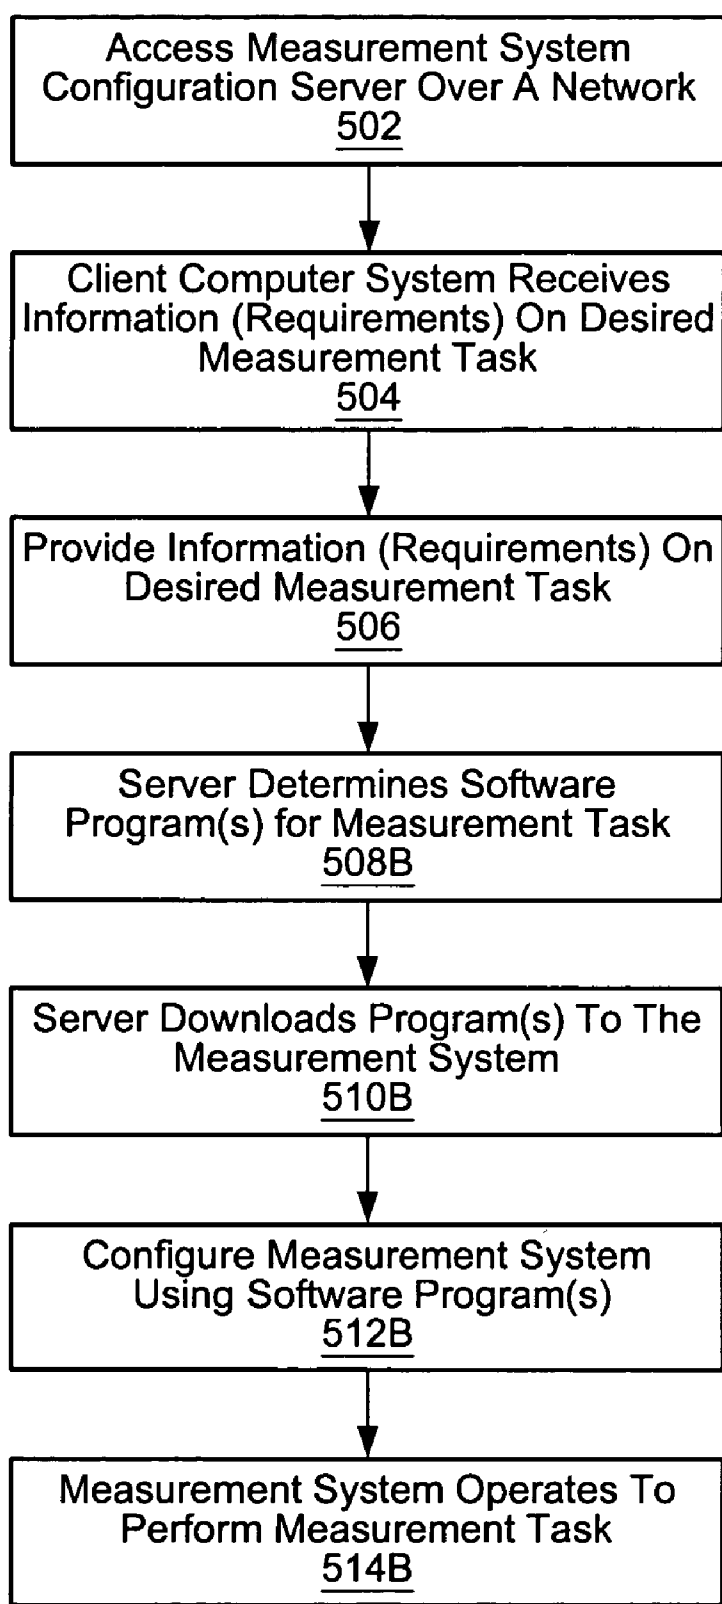 Access Measurement System
Configuration Server Over A Network
502
Client Computer System Receives
Information (Requirements) On Desired
Measurement Task
504
Provide Information (Requirements) On
Desired Measurement Task
506
Server Determines Software
Program(s) for Measurement Task
508B
Server Downloads Program(s) To The
Measurement System
510B
Configure Measurement System
Using Software Program(s)
512B
Measurement System Operates To
Perform Measurement Task
514B